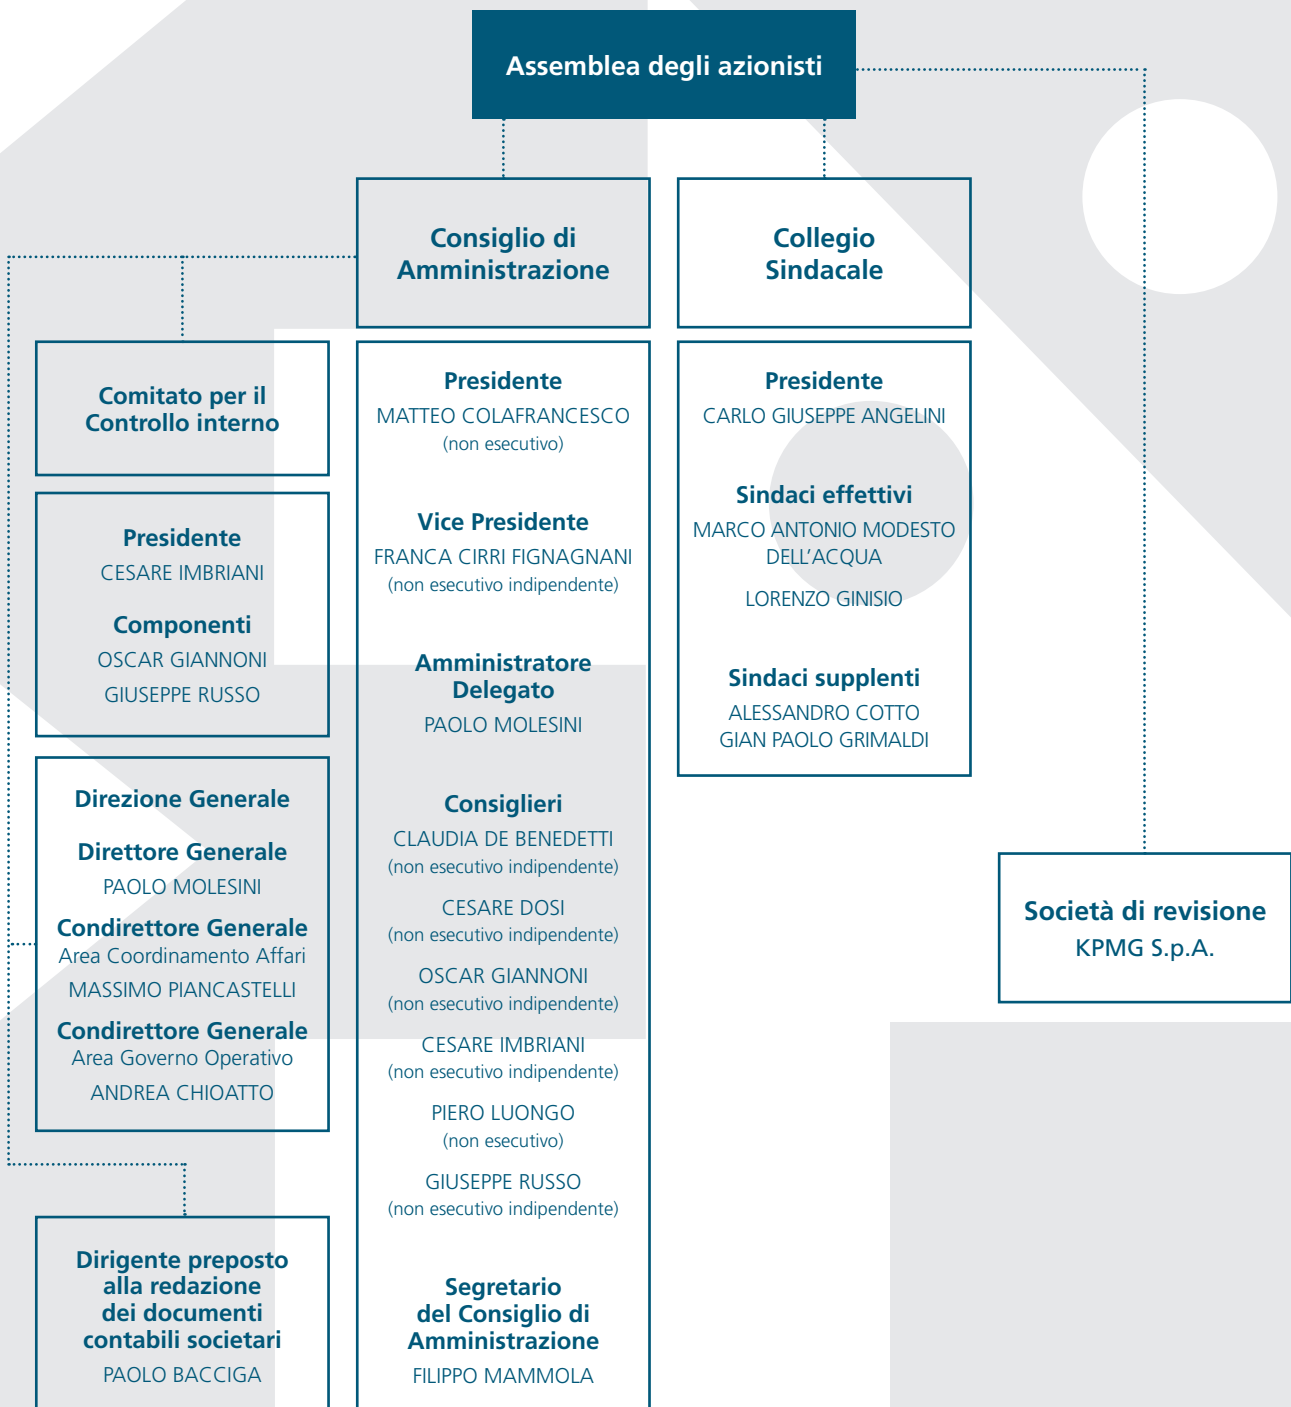 Assemblea degli azionisti
Consiglio di
Amministrazione
Collegio
Sindacale
Comitato per il
Controllo interno
Presidente
CESARE IMBRIANI
Componenti
OSCAR GIANNONI
GIUSEPPE RUSSO
Direzione Generale
Direttore Generale
PAOLO MOLESINI
Condirettore Generale
Area Coordinamento Affari
MASSIMO PIANCASTELLI
Condirettore Generale
Area Governo Operativo
ANDREA CHIOATTO
Dirigente preposto
alla redazione
dei documenti
contabili societari
PAOLO BACCIGA
Presidente
MATTEO COLAFRANCESCO
(non esecutivo)
Vice Presidente
FRANCA CIRRI FIGNAGNANI
(non esecutivo indipendente)
Amministratore
Delegato
PAOLO MOLESINI
Consiglieri
CLAUDIA DE BENEDETTI
(non esecutivo indipendente)
CESARE DOSI
(non esecutivo indipendente)
OSCAR GIANNONI
(non esecutivo indipendente)
CESARE IMBRIANI
(non esecutivo indipendente)
PIERO LUONGO
(non esecutivo)
GIUSEPPE RUSSO
(non esecutivo indipendente)
Segretario
del Consiglio di
Amministrazione
FILIPPO MAMMOLA
Presidente
CARLO GIUSEPPE ANGELINI
Sindaci effettivi
MARCO ANTONIO MODESTO
DELL'ACQUA
LORENZO GINISIO
Sindaci supplenti
ALESSANDRO COTTO
GIAN PAOLO GRIMALDI
Società di revisione
KPMG S.p.A.